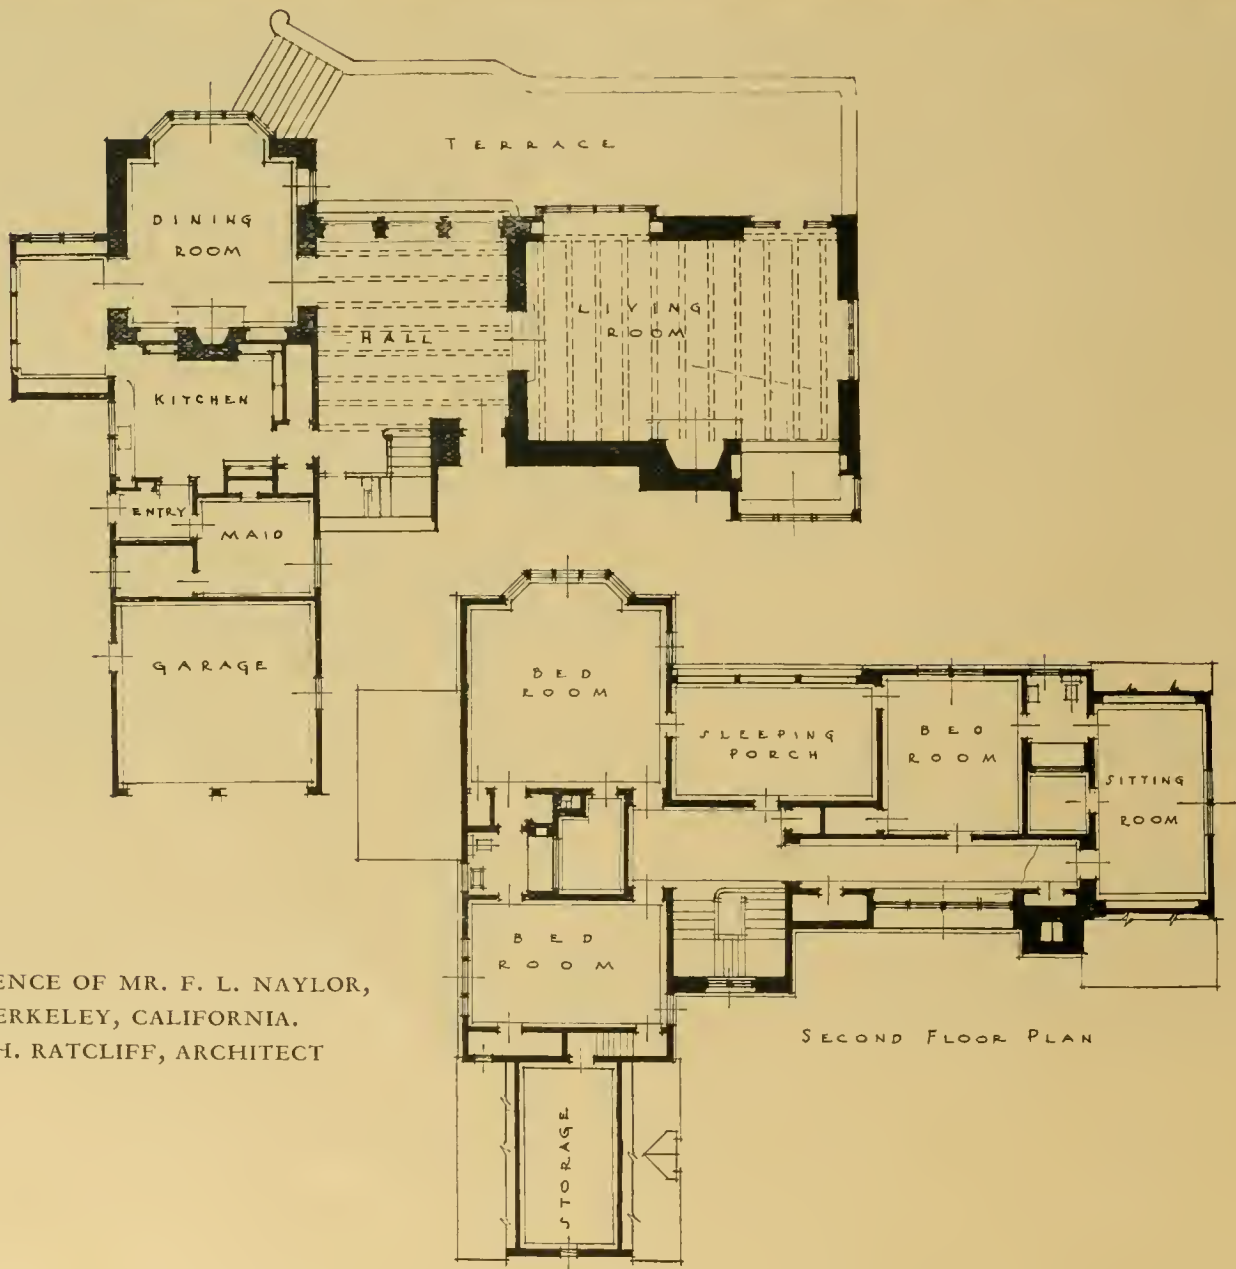 TERRACE
DINING
ROOM
LIVING
ROOM
HALL
KITCHEN
ENTRY
MAID
GARAGE
BED
ROOM
SLEEPING
PORCH
BED
ROOM
SITTING
ROOM
BED
ROOM
STORAGE
SECOND FLOOR PLAN
ENCE OF MR. F. L. NAYLOR,
ERKELEY, CALIFORNIA.
H. RATCLIFF, ARCHITECT